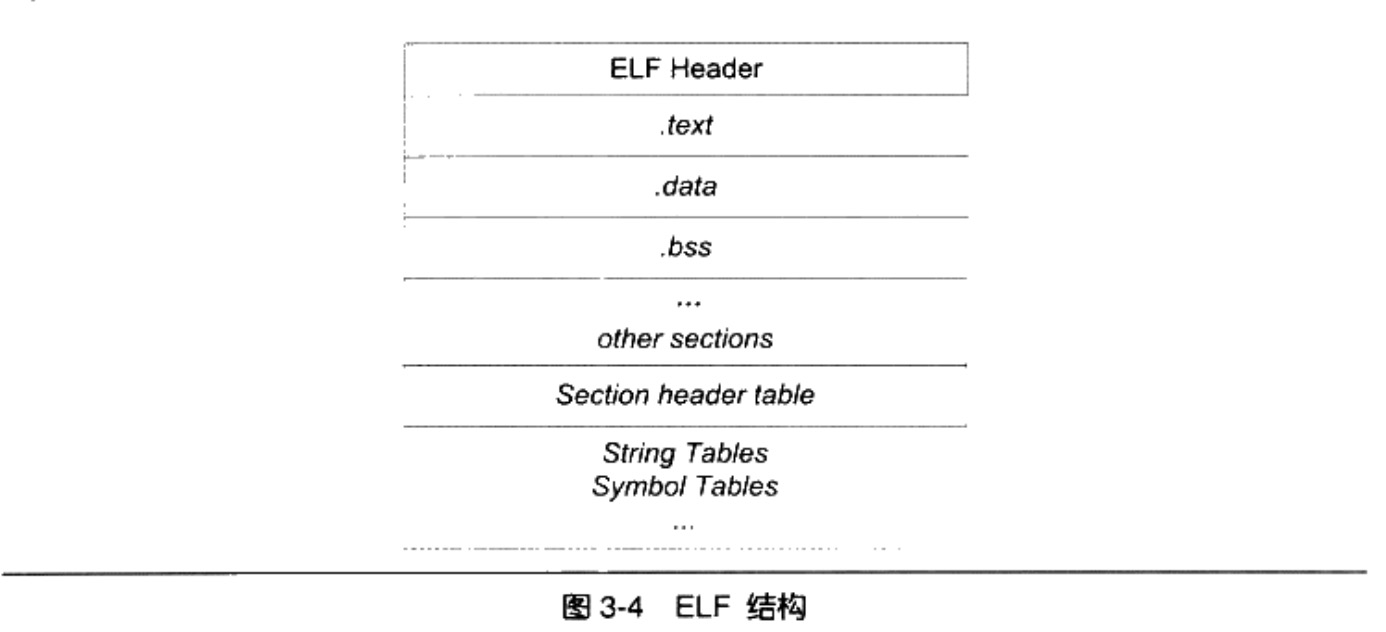 ELF Header
.text
.data
.bss
...
other sections
Section header table
String Tables
Symbol Tables
...
图 3-4 ELF 结构